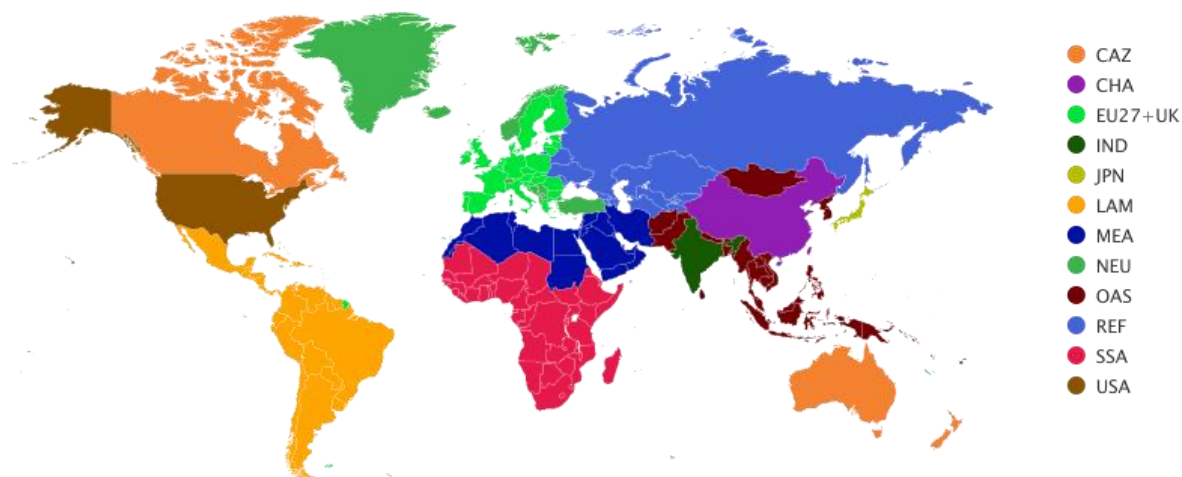 CAZ
CHA
EU27+UK
IND
JPN
LAM
MEA
NEU
OAS
REF
SSA
USA